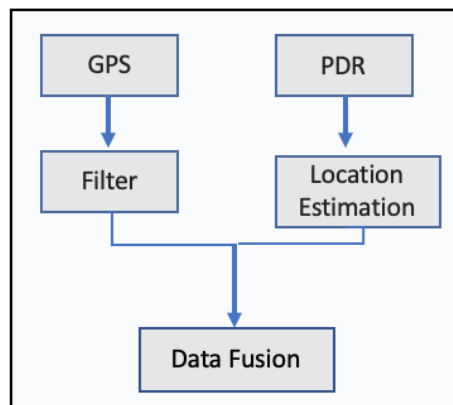 GPS
PDR
Filter
Location
Estimation
Data Fusion